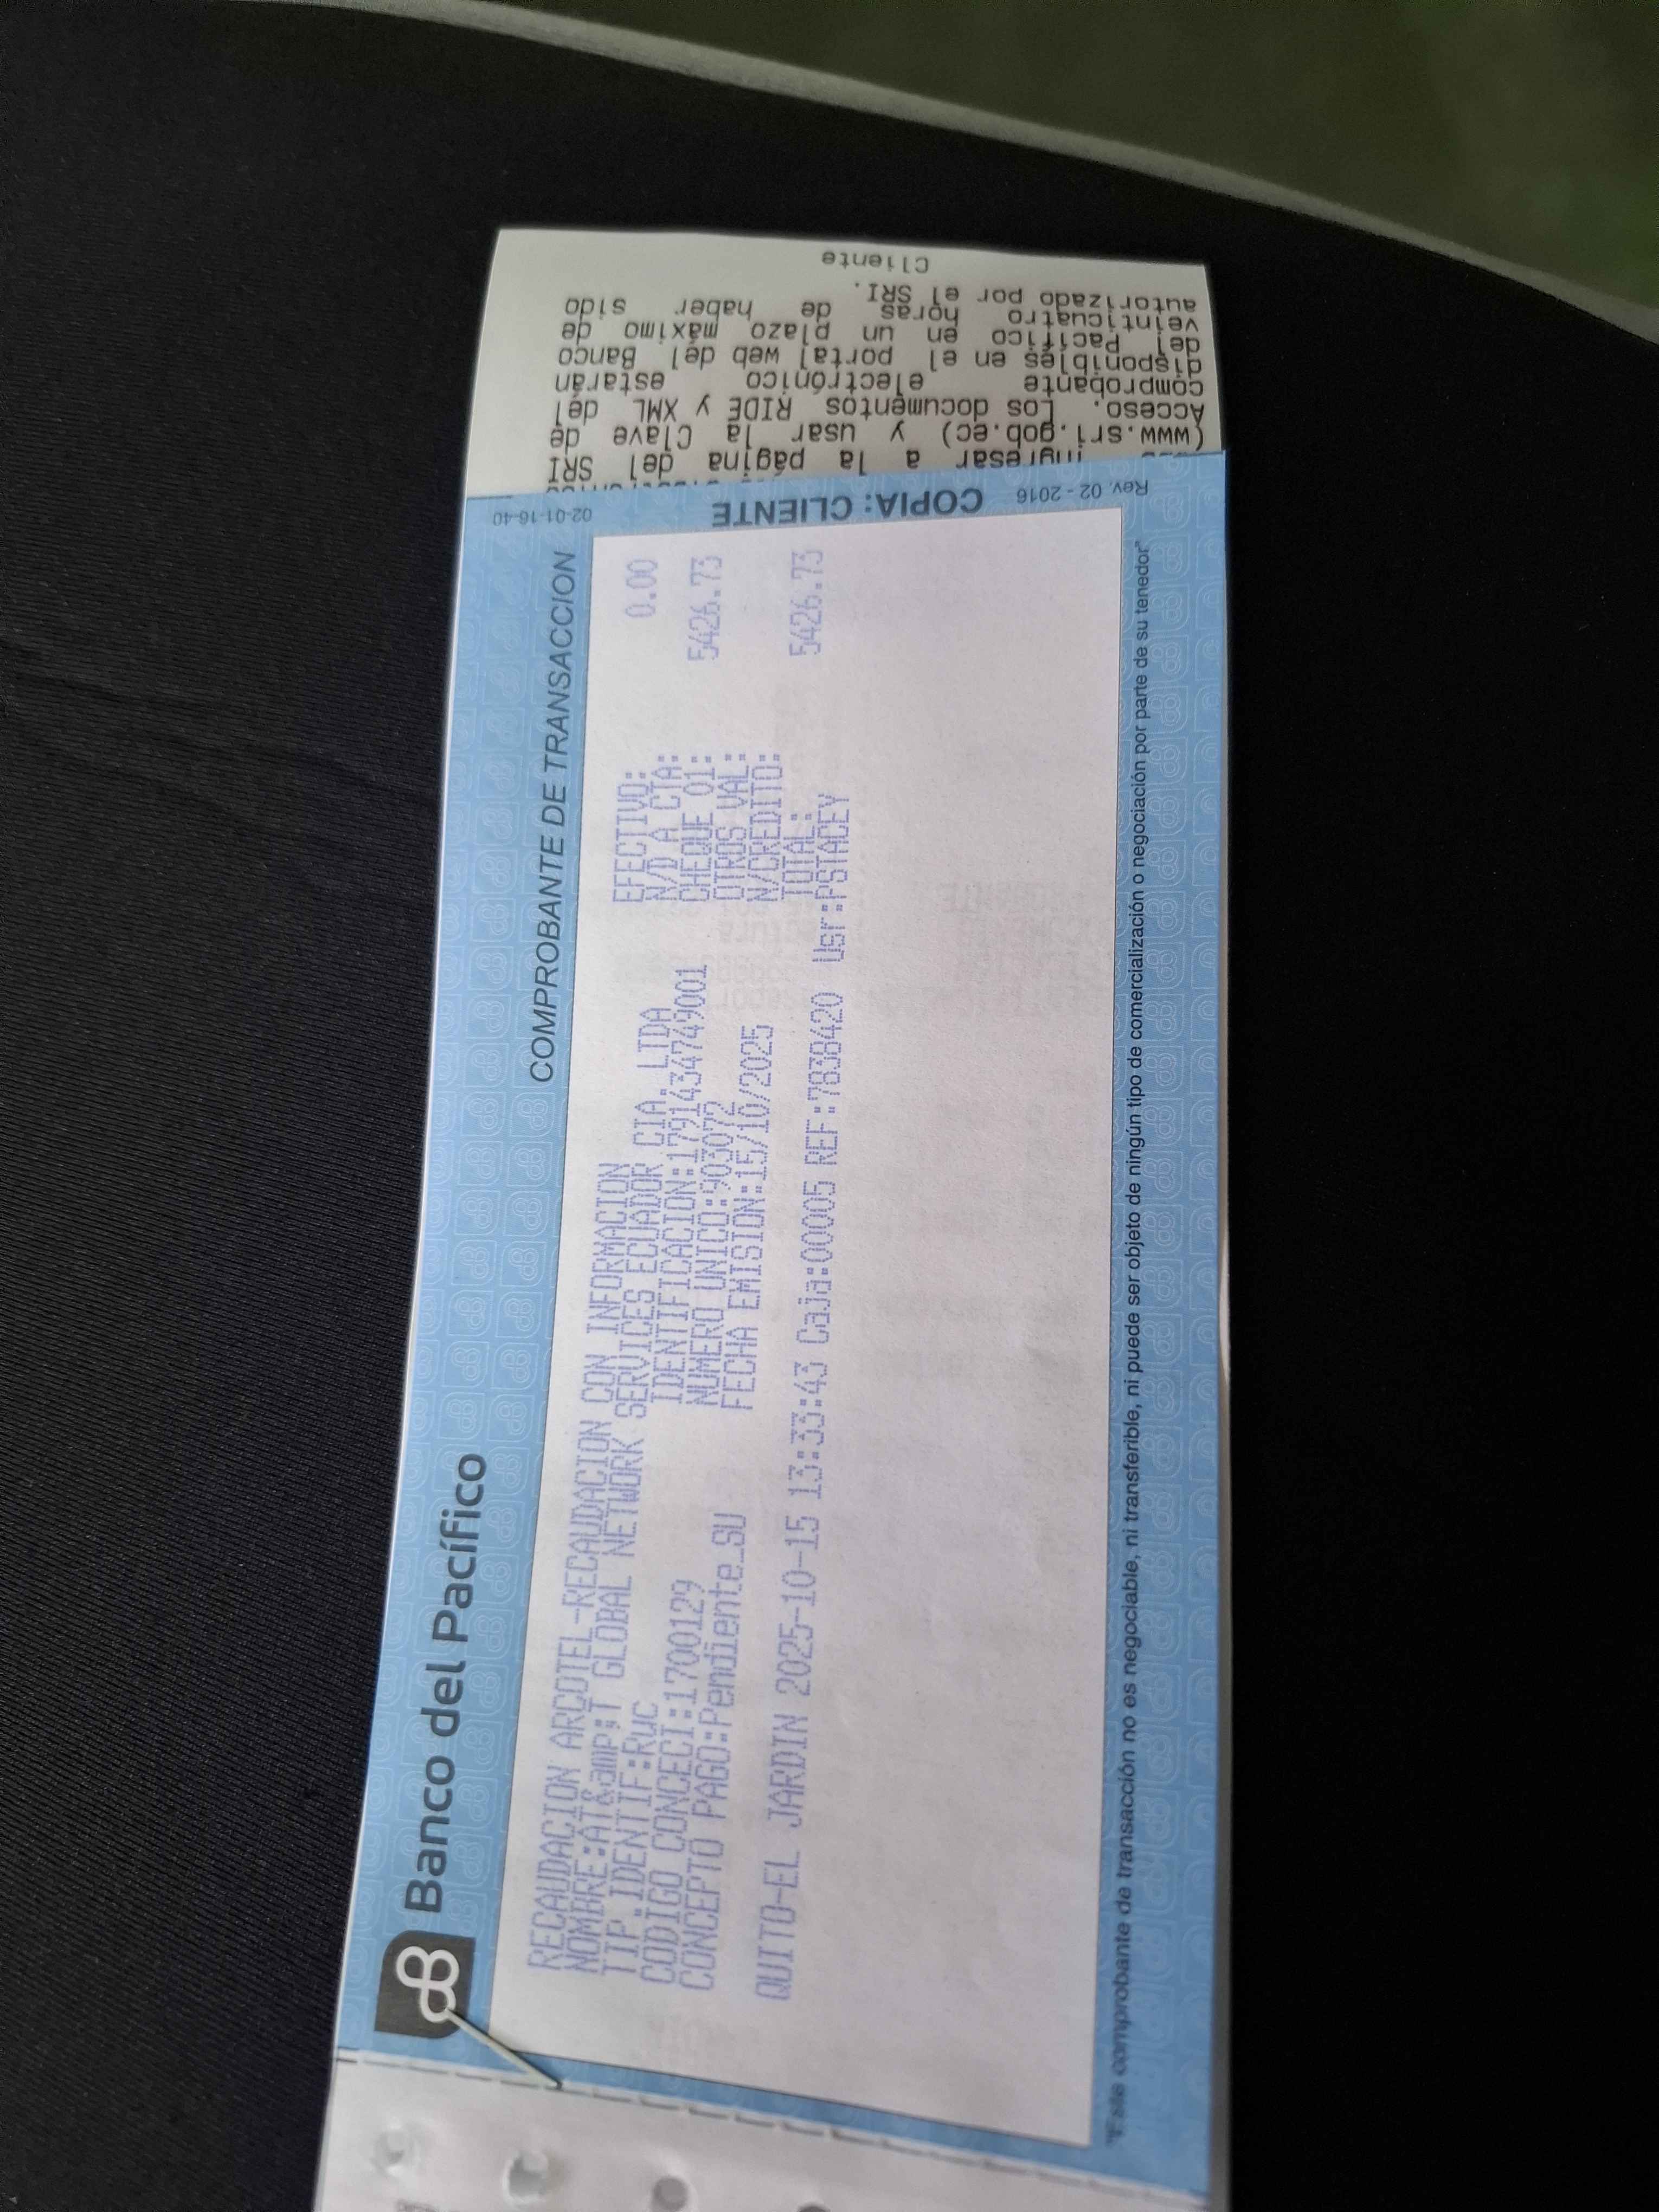 Banco del Pacífico
COMPROBANTE DE TRANSACCION
RECAUDACION ARCOTEL-RECAUDACION CON INFORMACION
NOMBRE:AT&amp;T GLOBAL NETWORK SERVICES ECUADOR CIA. LTDA
TIP.IDENTIF:Ruc IDENTIFICACION:1791434749001
CODIGO CONCECI:1700129 NUMERO UNICO:903072
CONCEPTO PAGO:Pendiente_SU FECHA EMISION:15/10/2025
EFECTIVO: 0.00
N/D A CTA:
CHEQUE 01: 5426.73
OTROS VAL:
N/CREDITO:
TOTAL: 5426.73
QUITO-EL JARDIN 2025-10-15 13:33:43 Caja:00005 REF:7838420 Usr:PSTACEY
"Este comprobante de transacción no es negociable, ni transferible, ni puede ser objeto de ningún tipo de comercialización o negociación por parte de su tenedor"
Rev. 02 - 2016 COPIA: CLIENTE 02-01-16-40
ingresar a la página del SRI
(www.sri.gob.ec) y usar la Clave de
Acceso. Los documentos RIDE y XML del
comprobante electrónico estarán
disponibles en el portal web del Banco
del Pacífico en un plazo máximo de
veinticuatro horas de haber sido
autorizado por el SRI.
Cliente